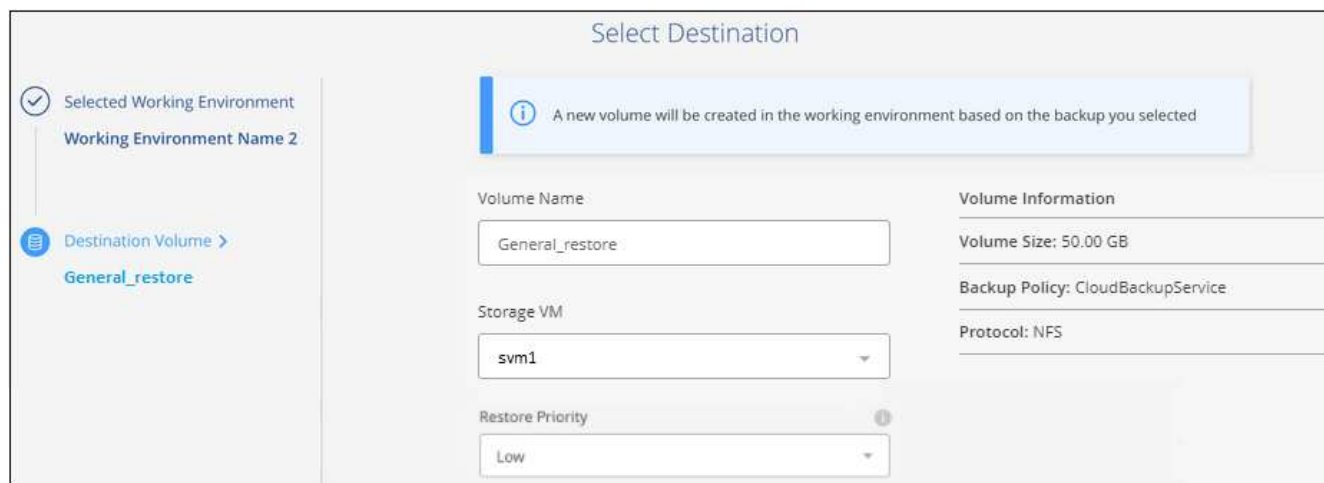 Select Destination
Selected Working Environment
Working Environment Name 2
Destination Volume >
General_restore
A new volume will be created in the working environment based on the backup you selected
Volume Name
General_restore
Storage VM
svm1
Restore Priority
Low
Volume Information
Volume Size: 50.00 GB
Backup Policy: CloudBackupService
Protocol: NFS